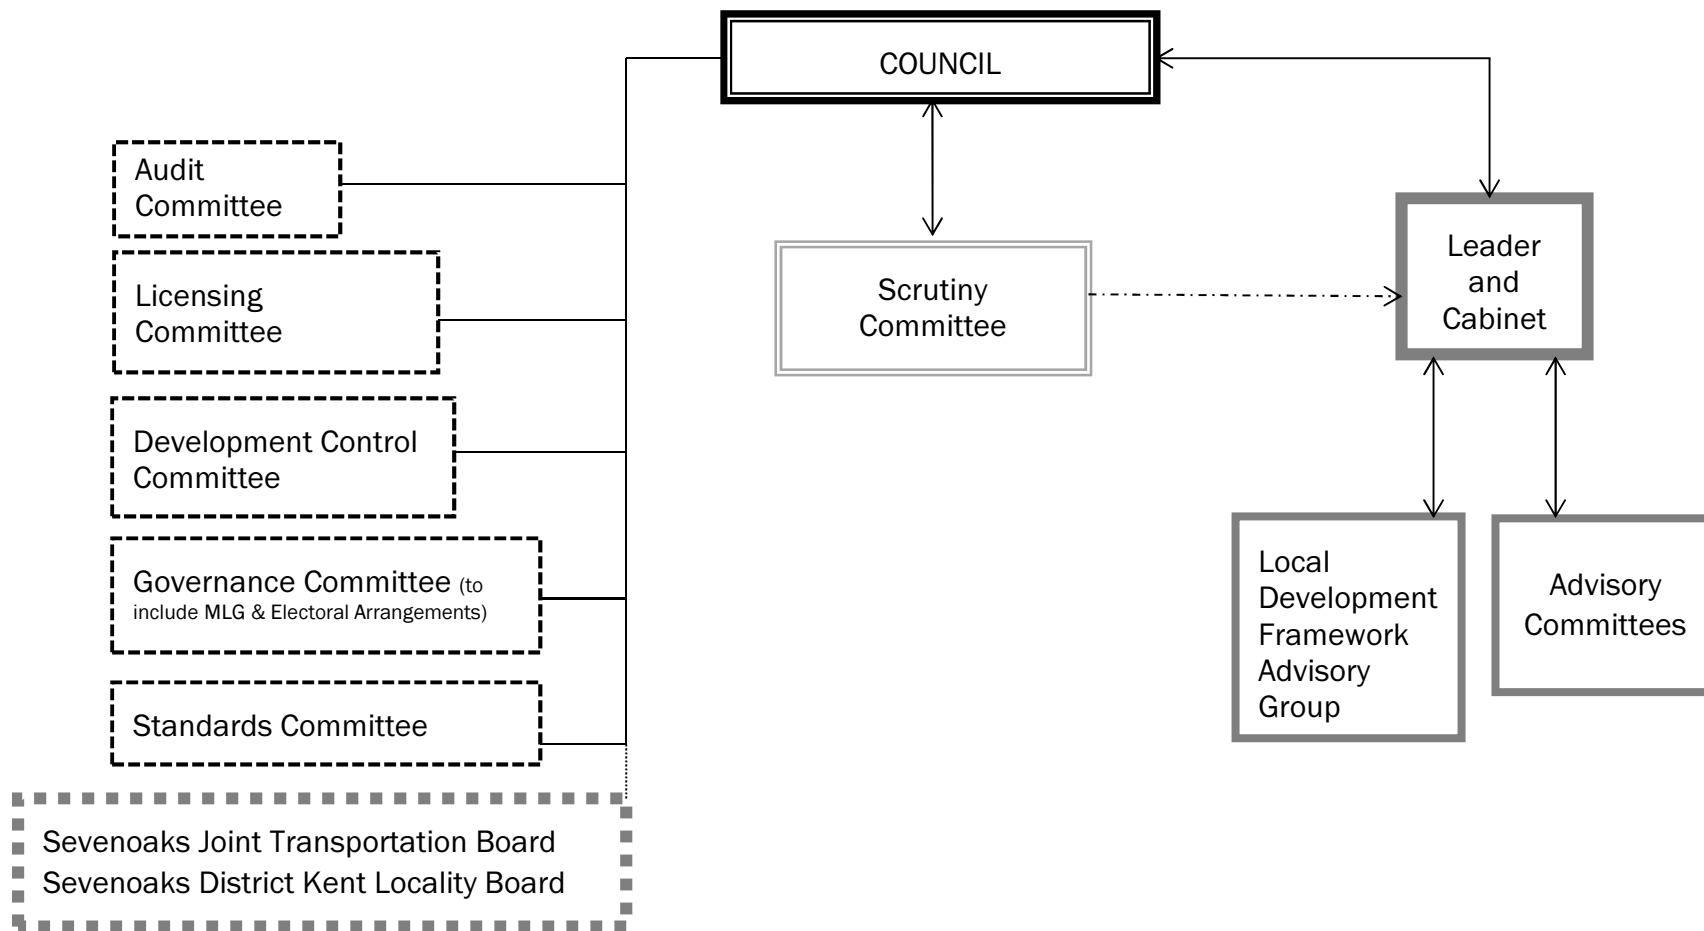 COUNCIL
Audit
Committee
Licensing
Committee
Development Control
Committee
Governance Committee (to
include MLG & Electoral Arrangements)
Standards Committee
Sevenoaks Joint Transportation Board
Sevenoaks District Kent Locality Board
Scrutiny
Committee
Leader
and
Cabinet
Local
Development
Framework
Advisory
Group
Advisory
Committees